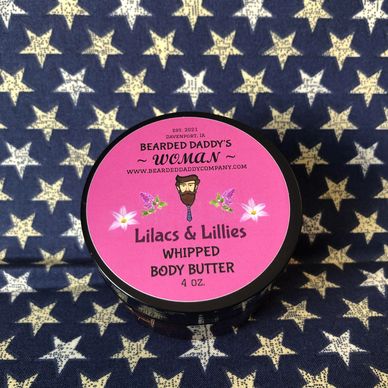 EST. 2021
DAVENPORT, IA
BEARDED DADDY'S
~ WOMAN ~
WWW.BEARDEDDADDYCOMPANY.COM
Lilacs & Lillies
WHIPPED
BODY BUTTER
4 OZ.